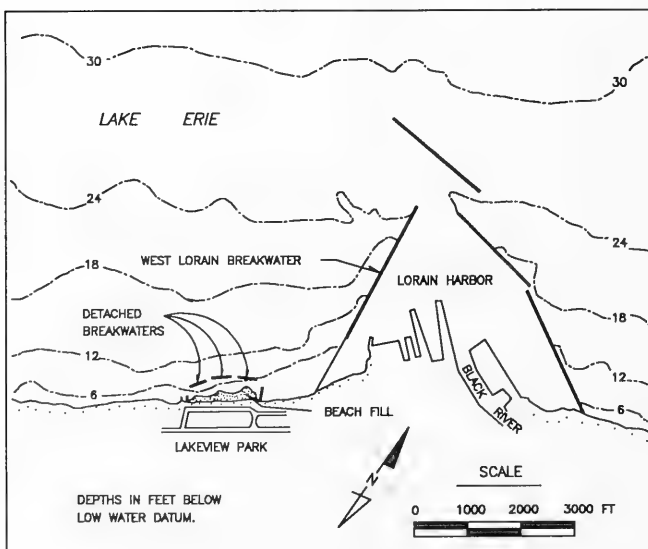 30
30
LAKE ERIE
24
24
WEST LORAIN BREAKWATER
LORAIN HARBOR
18
18
DETACHED
BREAKWATERS
12
12
6
6
BLACK
RIVER
BEACH FILL
LAKEVIEW PARK
N
SCALE
DEPTHS IN FEET BELOW
LOW WATER DATUM.
0 1000 2000 3000 FT